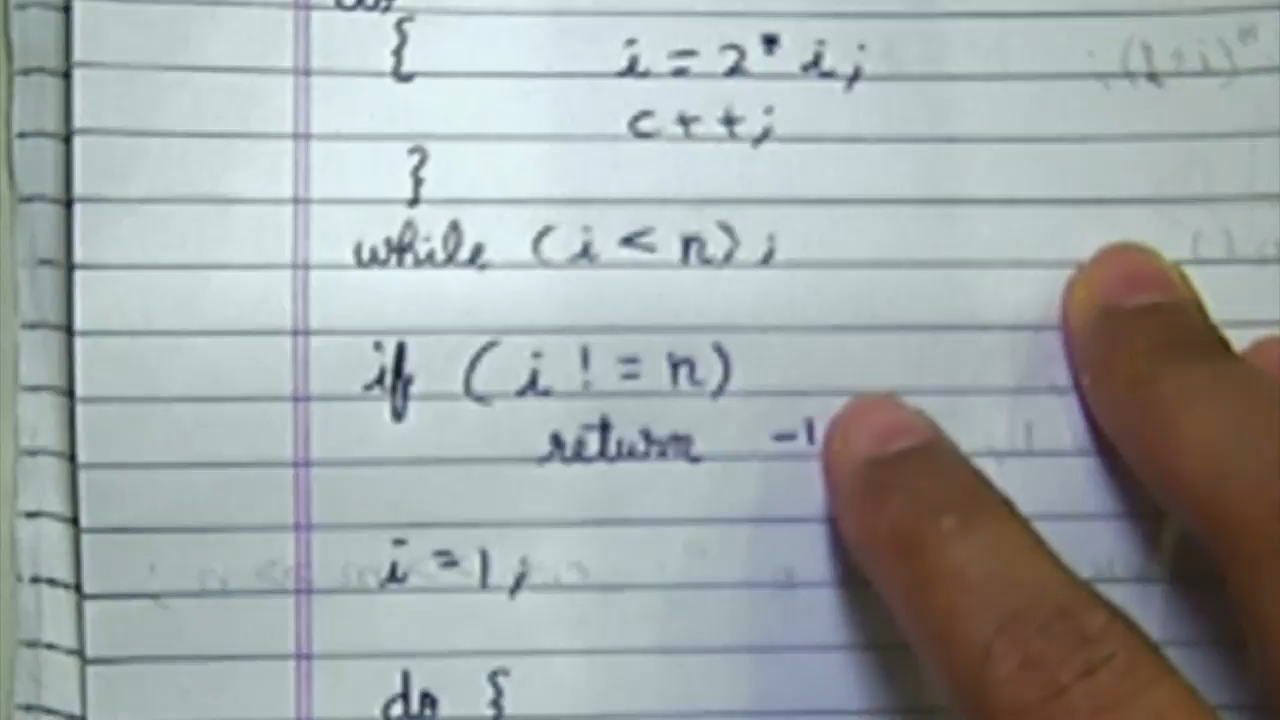 { i = 2* i;
c++;
}
while (i < n);
if (i != n)
return -1
i = 1;
do {